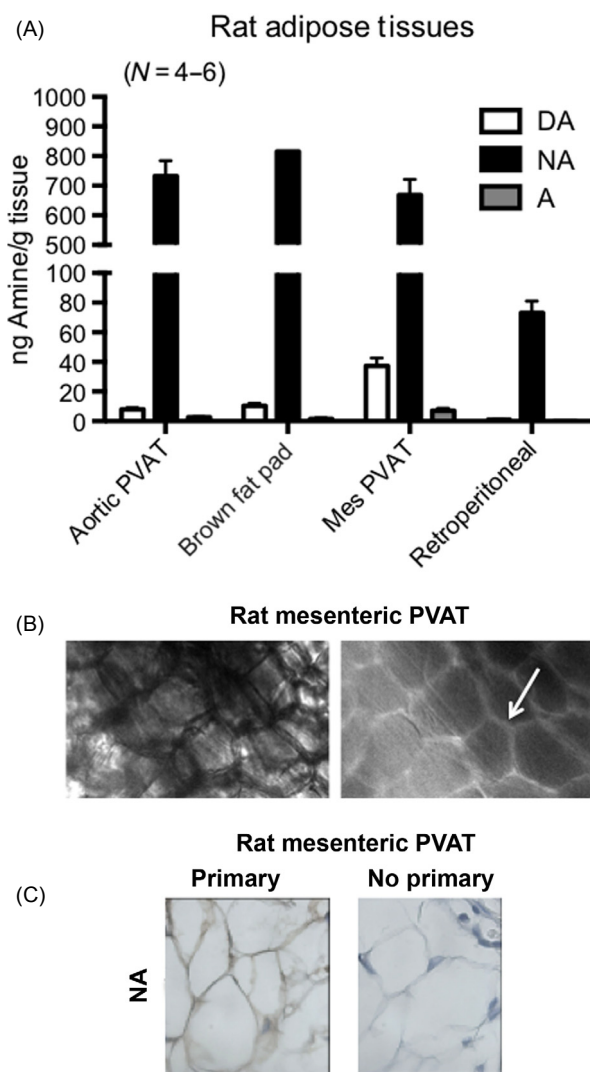 (A)
Rat adipose tissues
(N = 4–6)
1000
900
800
700
600
500
100
80
60
40
20
0
ng Amine/g tissue
DA
NA
A
Aortic PVAT
Brown fat pad
Mes PVAT
Retroperitoneal
(B)
Rat mesenteric PVAT
(C)
Rat mesenteric PVAT
Primary
No primary
NA